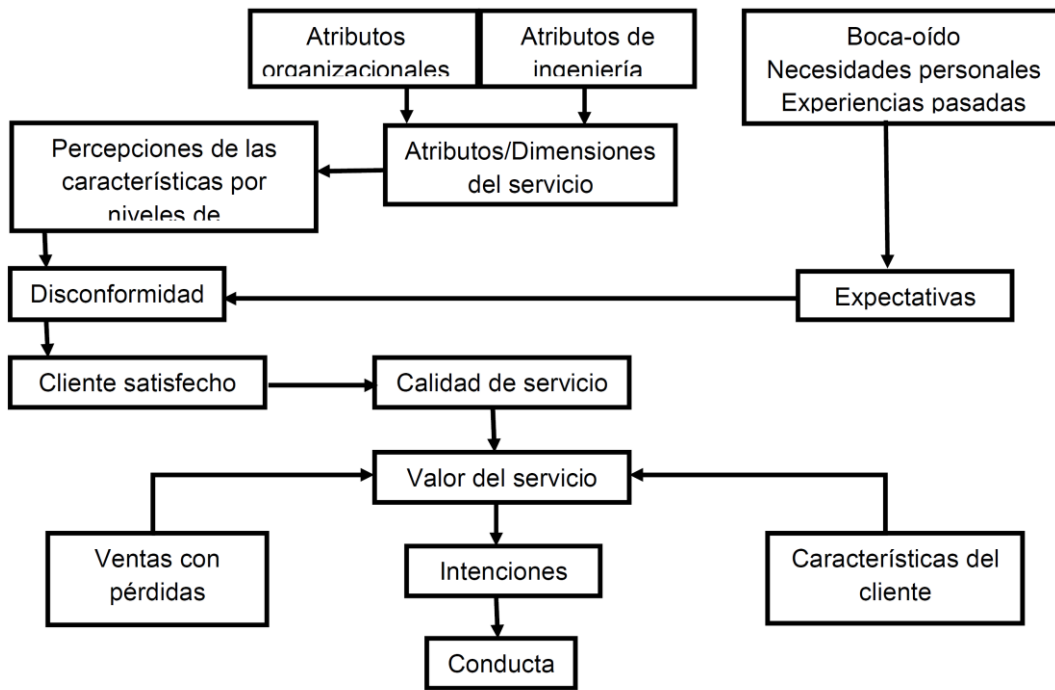 Atributos
organizacionales
Atributos de
ingeniería
Boca-oído
Necesidades personales
Experiencias pasadas
Percepciones de las
características por
niveles de
Atributos/Dimensiones
del servicio
Disconformidad
Expectativas
Cliente satisfecho
Calidad de servicio
Valor del servicio
Ventas con
pérdidas
Intenciones
Características del
cliente
Conducta